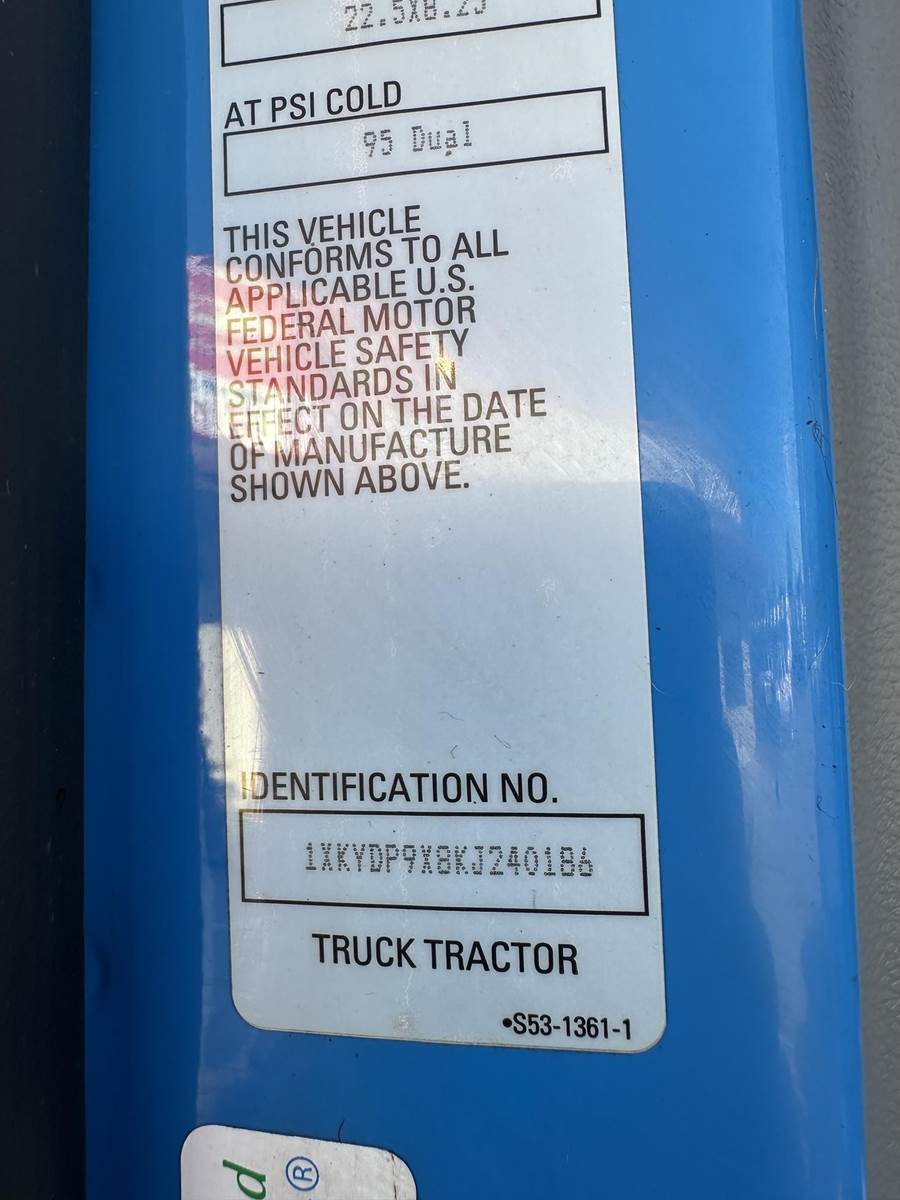 22.5X8.25
AT PSI COLD
95 Dual
THIS VEHICLE
CONFORMS TO ALL
APPLICABLE U.S.
FEDERAL MOTOR
VEHICLE SAFETY
STANDARDS IN
EFFECT ON THE DATE
OF MANUFACTURE
SHOWN ABOVE.
IDENTIFICATION NO.
1XKYDP9X8KJ240186
TRUCK TRACTOR
•S53-1361-1
d
®